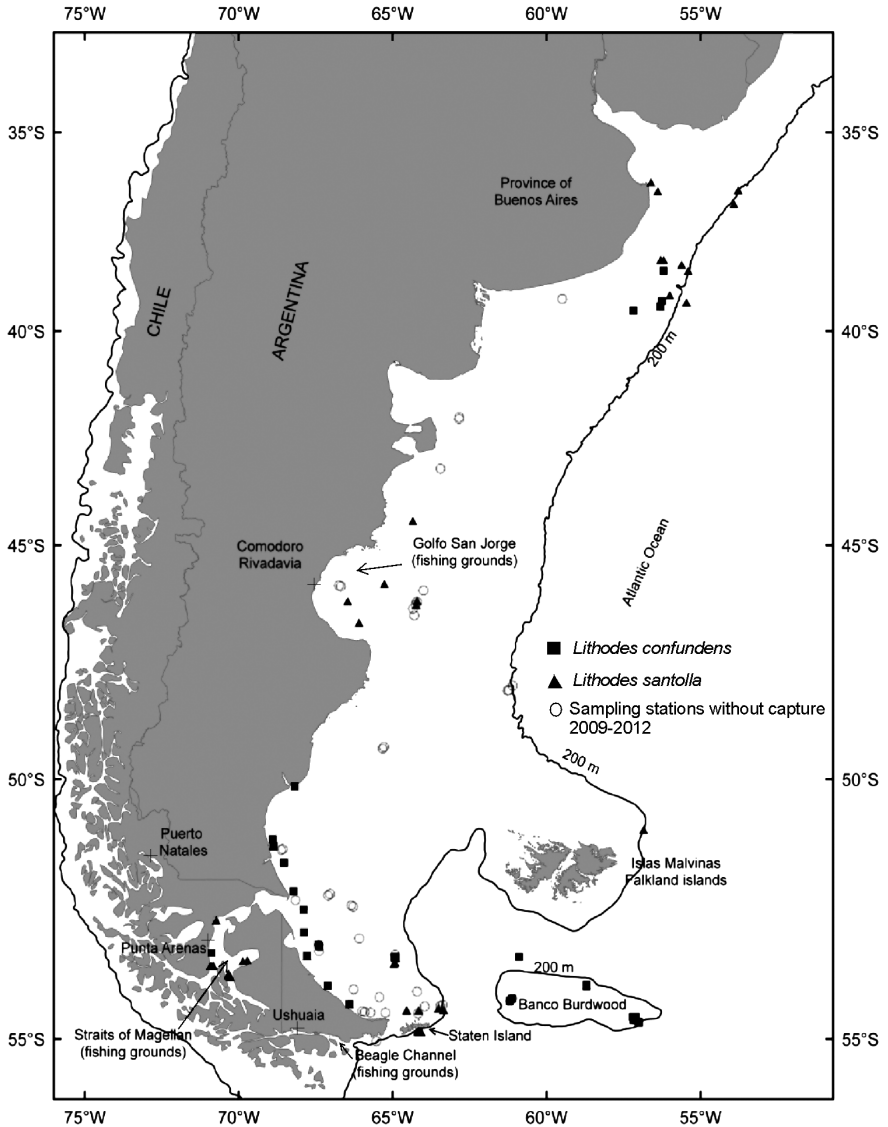 75°W 70°W 65°W 60°W 55°W
35°S 35°S
Province of
Buenos Aires
CHILE
ARGENTINA
40°S 40°S
200 m
45°S 45°S
Comodoro
Rivadavia
Golfo San Jorge
(fishing grounds)
Atlantic Ocean
Lithodes confundens
Lithodes santolla
Sampling stations without capture
2009-2012
200 m
50°S 50°S
Puerto
Natales
Islas Malvinas
Falkland islands
Punta Arenas
200 m
Banco Burdwood
Ushuaia
Straits of Magellan
(fishing grounds)
Staten Island
Beagle Channel
(fishing grounds)
55°S 55°S
75°W 70°W 65°W 60°W 55°W